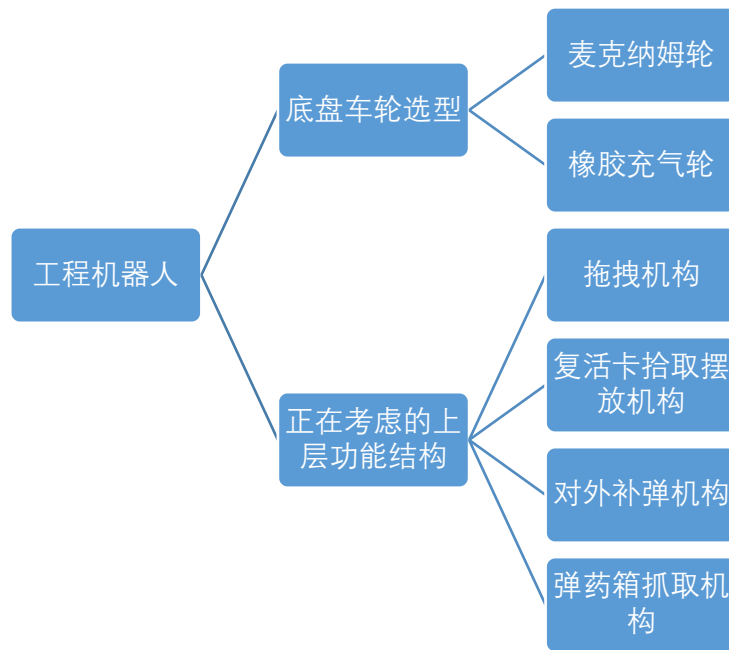 麦克纳姆轮
底盘车轮选型
橡胶充气轮
工程机器人
拖拽机构
复活卡拾取摆
放机构
正在考虑的上
层功能结构
对外补弹机构
弹药箱抓取机
构